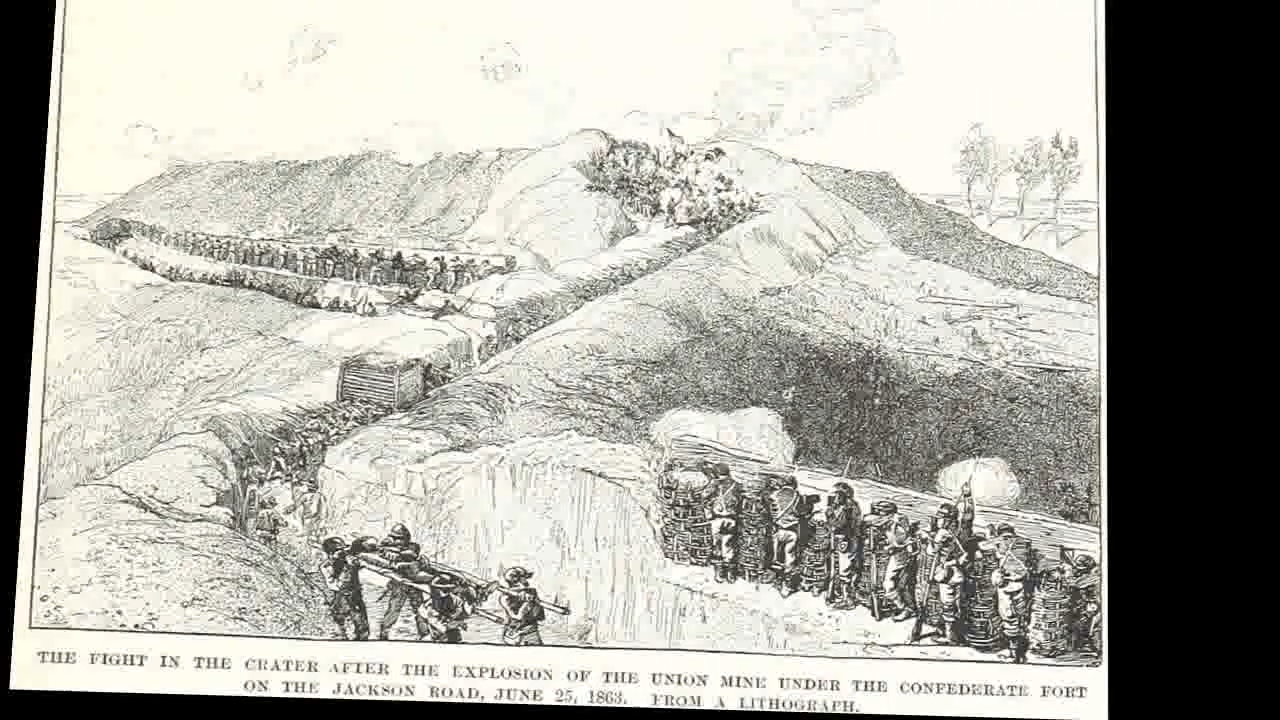 THE FIGHT IN THE CRATER AFTER THE EXPLOSION OF THE UNION MINE UNDER THE CONFEDERATE FORT
ON THE JACKSON ROAD, JUNE 25, 1863. FROM A LITHOGRAPH.